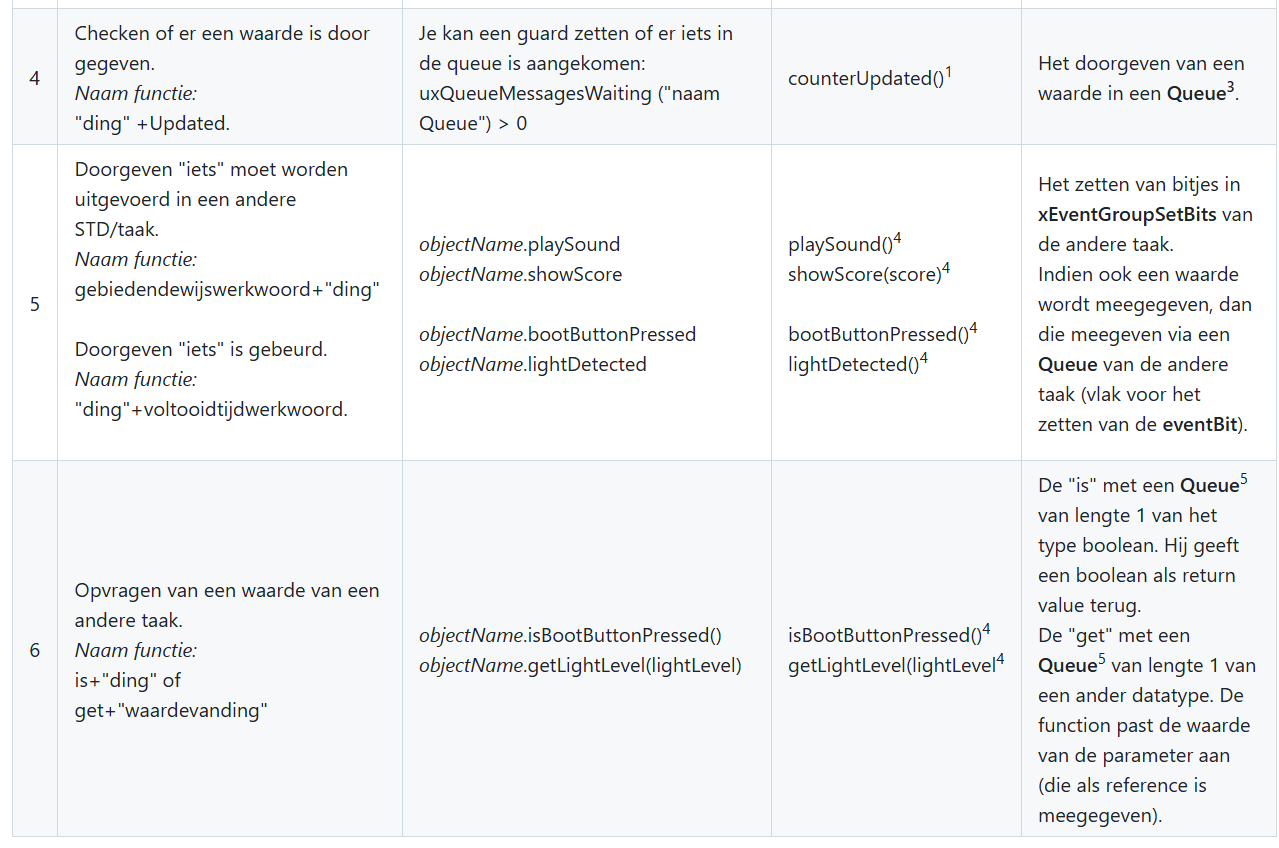 4
Checken of er een waarde is door
gegeven.
Naam functie:
"ding" +Updated.
Je kan een guard zetten of er iets in
de queue is aangekomen:
uxQueueMessagesWaiting ("naam
Queue") > 0
counterUpdated()1
Het doorgeven van een
waarde in een Queue3.
5
Doorgeven "iets" moet worden
uitgevoerd in een andere
STD/taak.
Naam functie:
gebiedendewijswerkwoord+"ding"
Doorgeven "iets" is gebeurd.
Naam functie:
"ding"+voltooidtijdwerkwoord.
objectName.playSound
objectName.showScore
objectName.bootButtonPressed
objectName.lightDetected
playSound()4
showScore(score)4
bootButtonPressed()4
lightDetected()4
Het zetten van bitjes in
xEventGroupSetBits van
de andere taak.
Indien ook een waarde
wordt meegegeven, dan
die meegeven via een
Queue van de andere
taak (vlak voor het
zetten van de eventBit).
6
Opvragen van een waarde van een
andere taak.
Naam functie:
is+"ding" of
get+"waardevanding"
objectName.isBootButtonPressed()
objectName.getLightLevel(lightLevel)
isBootButtonPressed()4
getLightLevel(lightLevel4
De "is" met een Queue5
van lengte 1 van het
type boolean. Hij geeft
een boolean als return
value terug.
De "get" met een
Queue5 van lengte 1 van
een ander datatype. De
function past de waarde
van de parameter aan
(die als reference is
meegegeven).